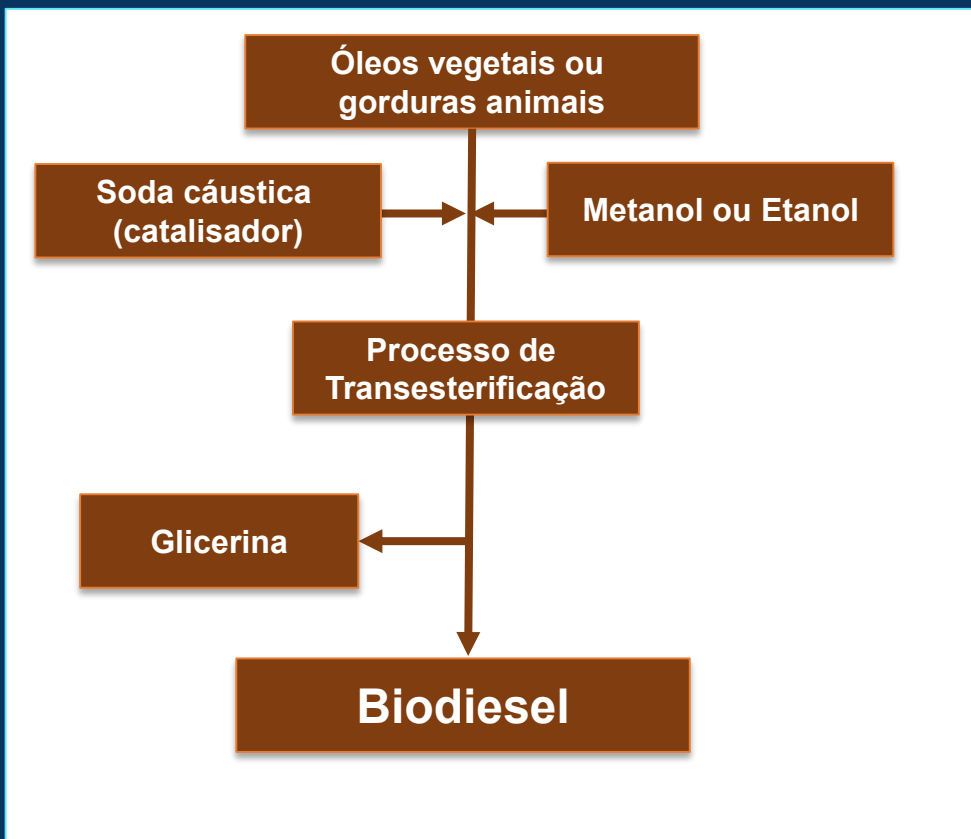 Óleos vegetais ou
gorduras animais
Soda cáustica
(catalisador)
Metanol ou Etanol
Processo de
Transesterificação
Glicerina
Biodiesel